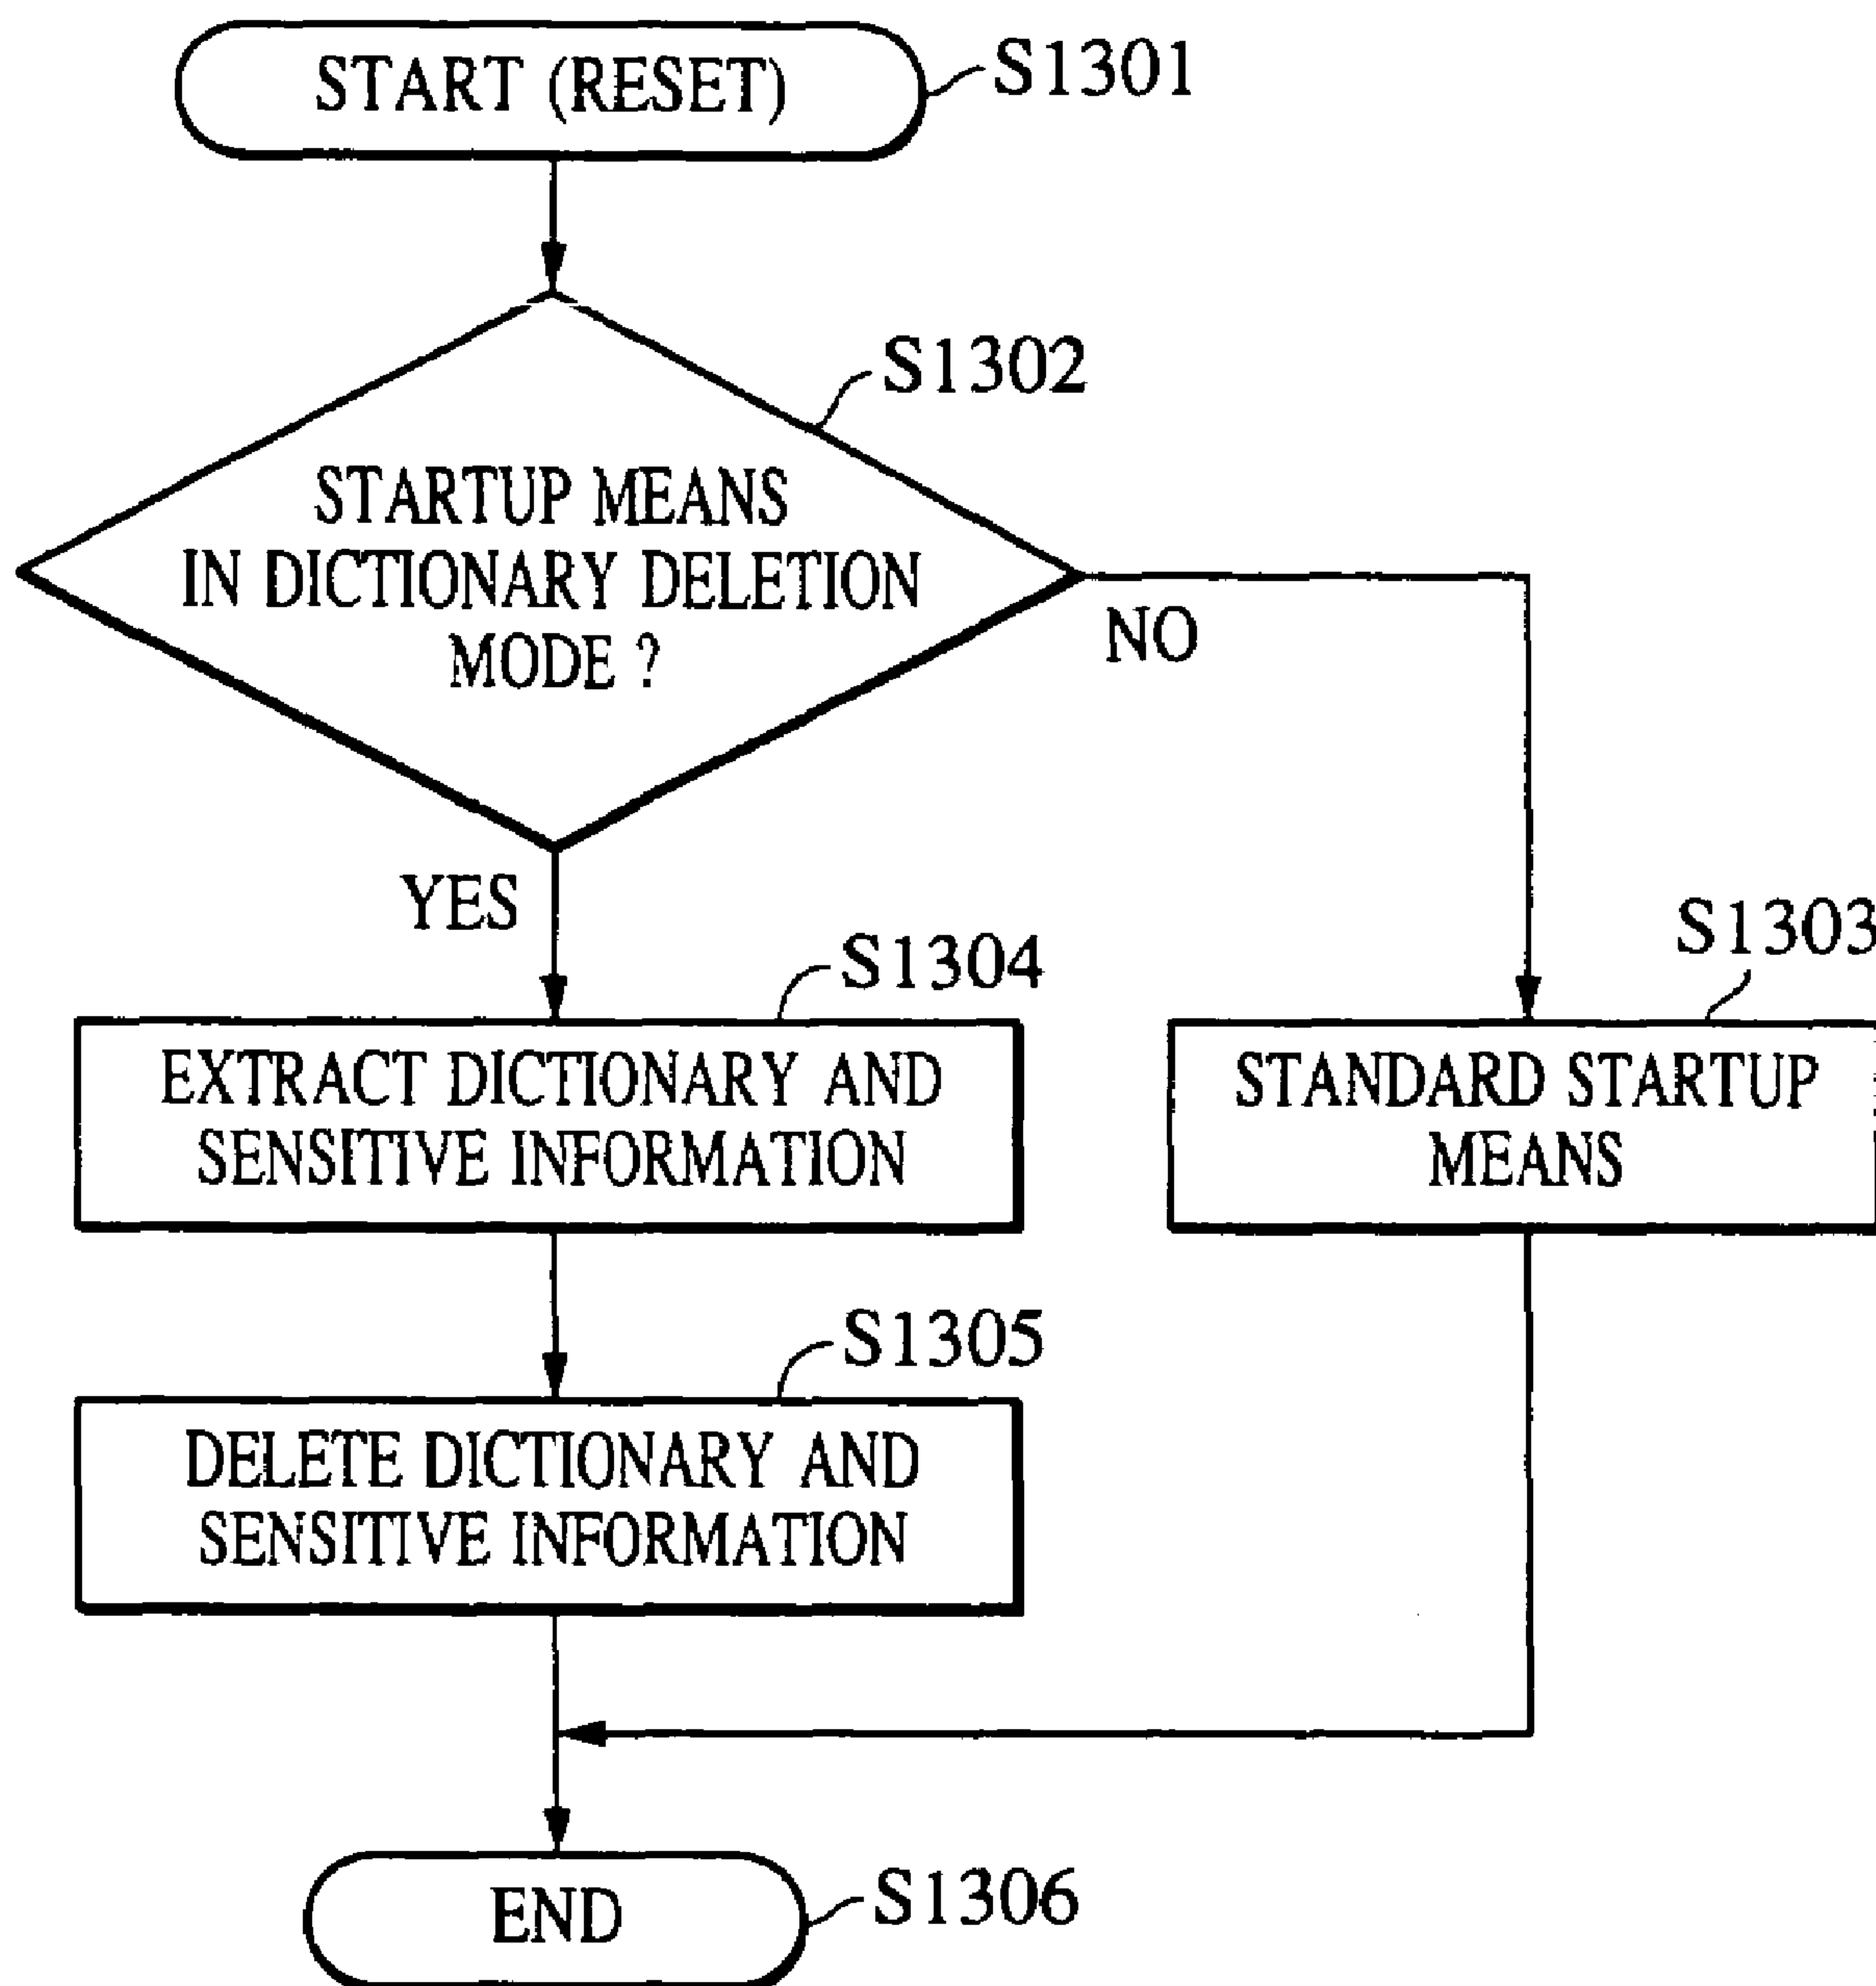 START (RESET)
S1301
S1302
STARTUP MEANS
IN DICTIONARY DELETION
MODE ?
NO
YES
S1304
S1303
EXTRACT DICTIONARY AND
SENSITIVE INFORMATION
STANDARD STARTUP
MEANS
S1305
DELETE DICTIONARY AND
SENSITIVE INFORMATION
END
S1306